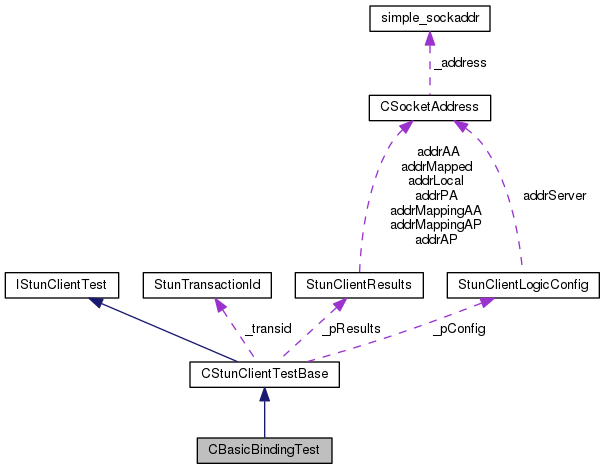 simple_sockaddr
_address
CSocketAddress
addrAA
addrMapped
addrLocal
addrPA
addrMappingAA
addrMappingAP
addrAP
addrServer
IStunClientTest
StunTransactionId
StunClientResults
StunClientLogicConfig
_transid
_pResults
_pConfig
CStunClientTestBase
CBasicBindingTest